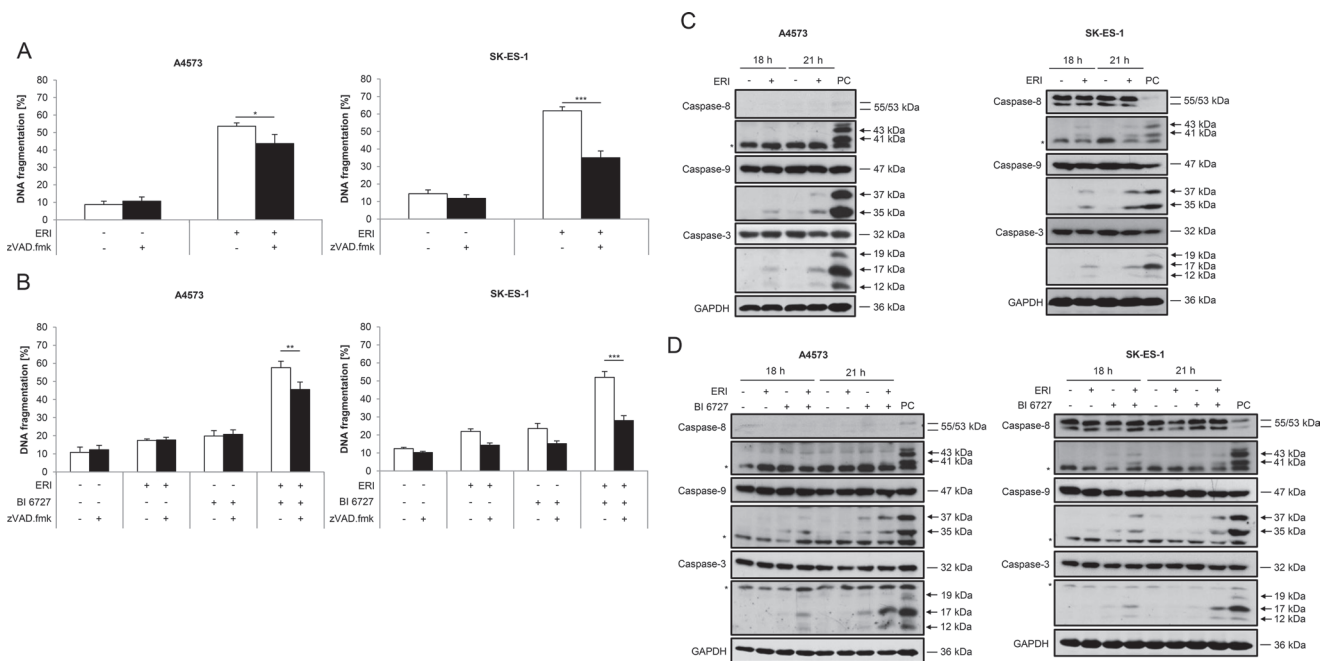 A
A4573
SK-ES-1
DNA fragmentation [%]
80
70
60
50
40
30
20
10
0
*
ERI - - + +
zVAD.fmk - + - +
DNA fragmentation [%]
80
70
60
50
40
30
20
10
0
***
ERI - - + +
zVAD.fmk - + - +
B
A4573
SK-ES-1
DNA fragmentation [%]
80
70
60
50
40
30
20
10
0
**
ERI - - + + - - + +
BI 6727 - - - - + + + +
zVAD.fmk - + - + - + - +
DNA fragmentation [%]
80
70
60
50
40
30
20
10
0
***
ERI - - + + - - + +
BI 6727 - - - - + + + +
zVAD.fmk - + - + - + - +
C
A4573
18 h 21 h
ERI - + - + PC
Caspase-8 55/53 kDa
43 kDa
* 41 kDa
Caspase-9 47 kDa
37 kDa
35 kDa
Caspase-3 32 kDa
19 kDa
17 kDa
12 kDa
GAPDH 36 kDa
SK-ES-1
18 h 21 h
ERI - + - + PC
Caspase-8 55/53 kDa
43 kDa
41 kDa
*
Caspase-9 47 kDa
37 kDa
35 kDa
Caspase-3 32 kDa
19 kDa
17 kDa
12 kDa
GAPDH 36 kDa
D
A4573
18 h 21 h
ERI - + - + - + - +
BI 6727 - - + + - - + + PC
Caspase-8 55/53 kDa
43 kDa
41 kDa
*
Caspase-9 47 kDa
37 kDa
35 kDa
*
Caspase-3 32 kDa
*
19 kDa
17 kDa
12 kDa
GAPDH 36 kDa
SK-ES-1
18 h 21 h
ERI - + - + - + - +
BI 6727 - - + + - - + + PC
Caspase-8 55/53 kDa
43 kDa
41 kDa
*
Caspase-9 47 kDa
37 kDa
35 kDa
*
Caspase-3 32 kDa
*
19 kDa
17 kDa
12 kDa
GAPDH 36 kDa